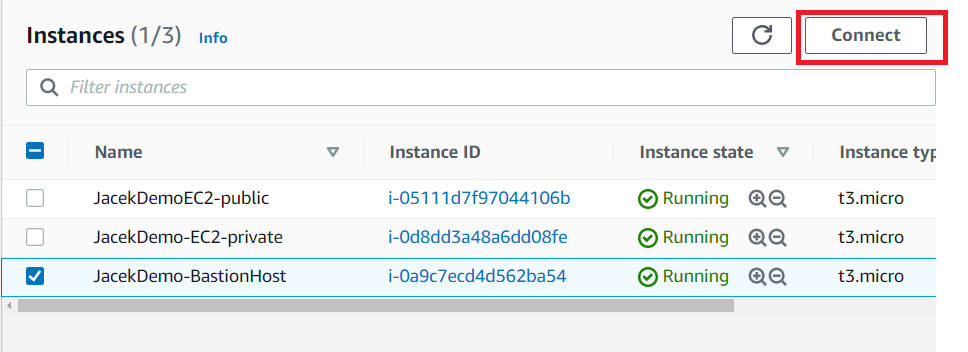 Instances (1/3) Info Connect
Filter instances
Name Instance ID Instance state Instance typ
JacekDemoEC2-public i-05111d7f97044106b Running t3.micro
JacekDemo-EC2-private i-0d8dd3a48a6dd08fe Running t3.micro
JacekDemo-BastionHost i-0a9c7ecd4d562ba54 Running t3.micro